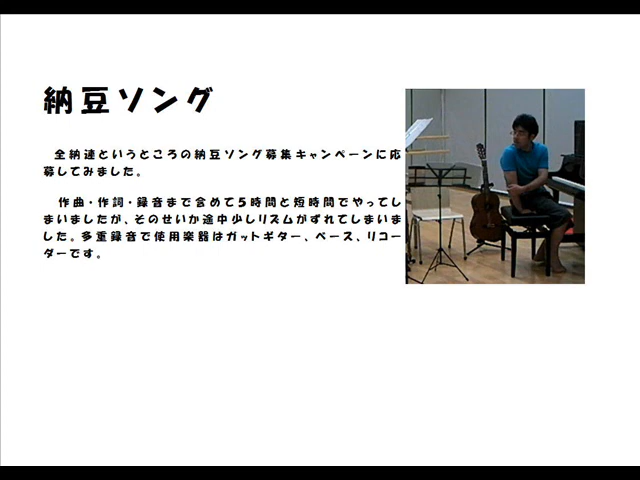 納豆ソング
全納連というところの納豆ソング募集キャンペーンに応
募してみました。
作曲・作詞・録音まで含めて5時間と短時間でやってし
まいましたが、そのせいか途中少しリズムがずれてしまいま
した。多重録音で使用楽器はガットギター、ベース、リコー
ダーです。